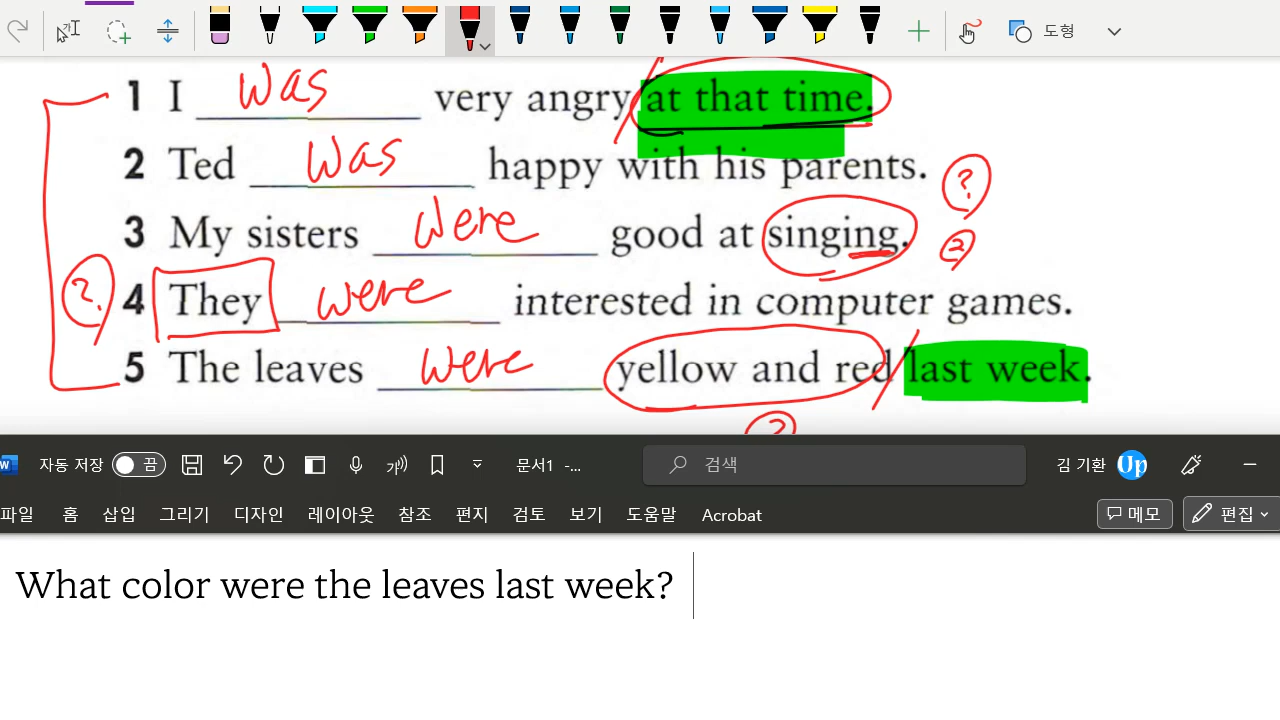 도형
1 I was very angry at that time.
2 Ted was happy with his parents.
?
3 My sisters were good at singing.
?
? 4 They were interested in computer games.
5 The leaves were yellow and red last week.
자동 저장 끔 가 문서1 -... 검색 김 기환 Up
파일 홈 삽입 그리기 디자인 레이아웃 참조 편지 검토 보기 도움말 Acrobat 메모 편집
What color were the leaves last week?